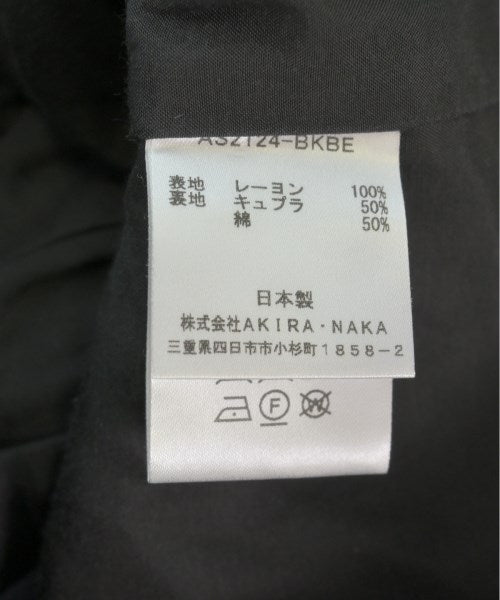 AS2124-BKBE
表地 レーヨン 100%
裏地 キュプラ 50%
綿 50%
日本製
株式会社AKIRA・NAKA
三重県四日市市小杉町1858-2
F W